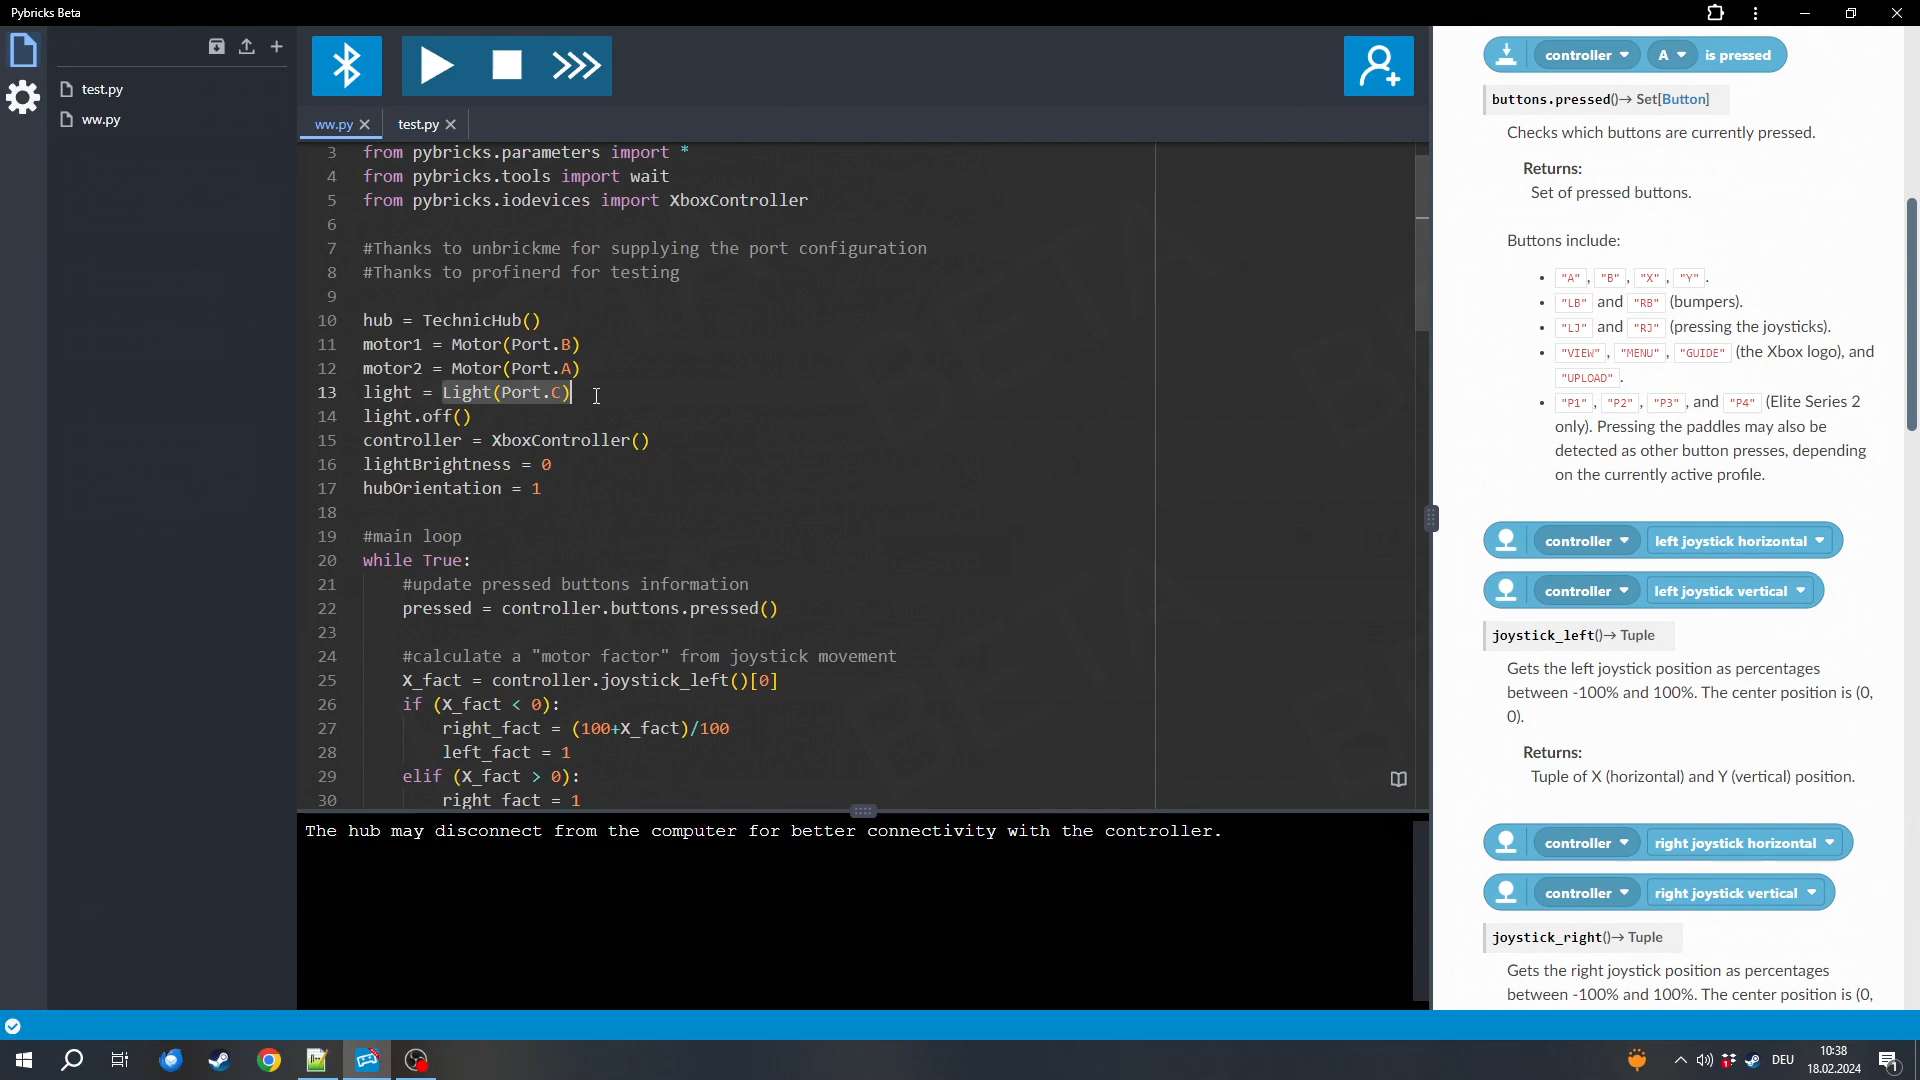 Pybricks Beta
test.py
ww.py
ww.py
test.py
3 from pybricks.parameters import *
4 from pybricks.tools import wait
5 from pybricks.iodevices import XboxController
6
7 #Thanks to unbrickme for supplying the port configuration
8 #Thanks to profinerd for testing
9
10 hub = TechnicHub()
11 motor1 = Motor(Port.B)
12 motor2 = Motor(Port.A)
13 light = Light(Port.C)
14 light.off()
15 controller = XboxController()
16 lightBrightness = 0
17 hubOrientation = 1
18
19 #main loop
20 while True:
21 #update pressed buttons information
22 pressed = controller.buttons.pressed()
23
24 #calculate a "motor factor" from joystick movement
25 X_fact = controller.joystick_left()[0]
26 if (X_fact < 0):
27 right_fact = (100+X_fact)/100
28 left_fact = 1
29 elif (X_fact > 0):
30 right_fact = 1
BETA
BETA
The hub may disconnect from the computer for better connectivity with the controller.
controller A is pressed
buttons.pressed()→ Set[Button]
Checks which buttons are currently pressed.
Returns:
Set of pressed buttons.
Buttons include:
• "A", "B", "X", "Y".
• "LB" and "RB" (bumpers).
• "LJ" and "RJ" (pressing the joysticks).
• "VIEW", "MENU", "GUIDE" (the Xbox logo), and
"UPLOAD".
• "P1", "P2", "P3", and "P4" (Elite Series 2
only). Pressing the paddles may also be
detected as other button presses, depending
on the currently active profile.
controller left joystick horizontal
controller left joystick vertical
joystick_left()→ Tuple
Gets the left joystick position as percentages
between -100% and 100%. The center position is (0,
0).
Returns:
Tuple of X (horizontal) and Y (vertical) position.
controller right joystick horizontal
controller right joystick vertical
joystick_right()→ Tuple
Gets the right joystick position as percentages
between -100% and 100%. The center position is (0,
DEU
10:38
18.02.2024
1